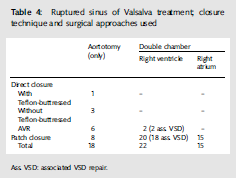 Table 4: Ruptured sinus of Valsalva treatment; closure
technique and surgical approaches used
Aortotomy Double chamber
(only) Right ventricle Right
atrium
Direct closure
With 1 – –
Teflon-buttressed
Without 3 – –
Teflon-buttressed
AVR 6 2 (2 ass. VSD) –
Patch closure 8 20 (18 ass. VSD) 15
Total 18 22 15
Ass. VSD: associated VSD repair.